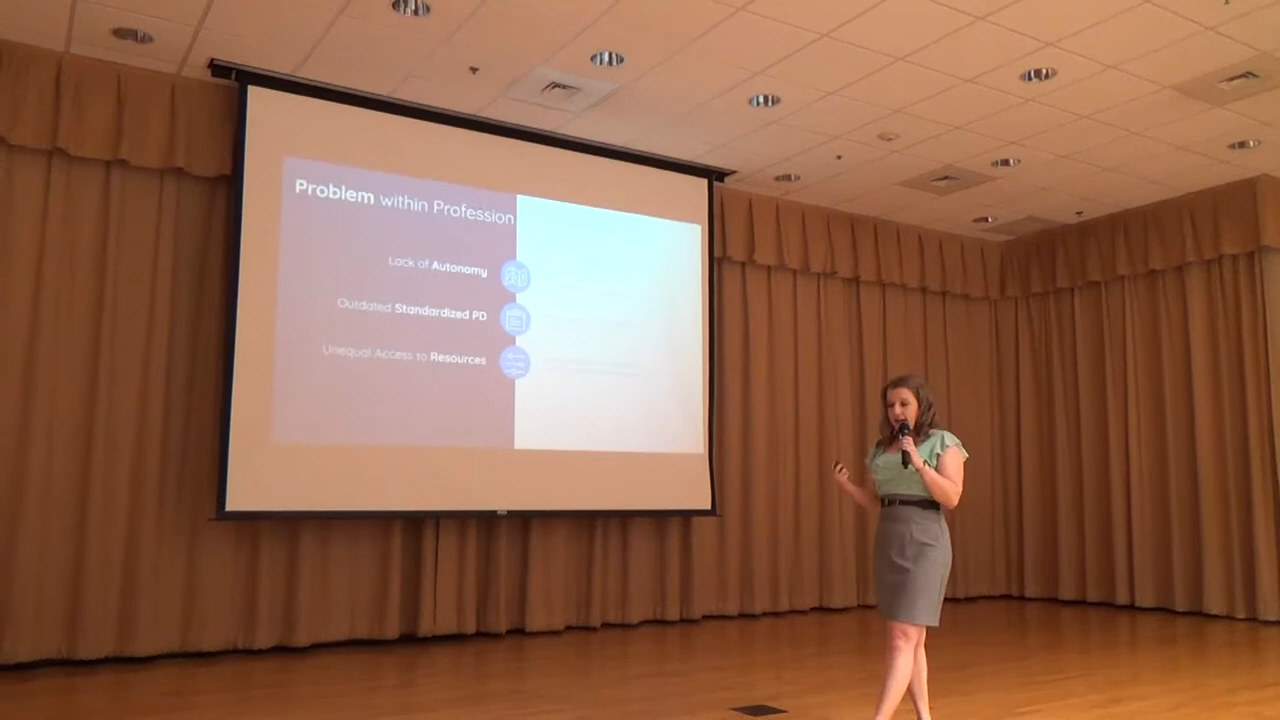 Problem within Profession
Lack of Autonomy
Outdated Standardized PD
Unequal Access to Resources